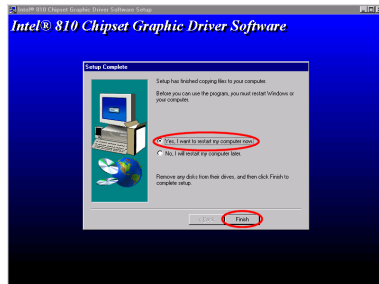 Intel® 810 Chipset Graphic Driver Software Setup
Intel® 810 Chipset Graphic Driver Software
Setup Complete
Setup has finished copying files to your computer.
Before you can use the program, you must restart Windows or
your computer.
Yes, I want to restart my computer now.
No, I will restart my computer later.
Remove any disks from their drives, and then click Finish to
complete setup.
< Back
Finish